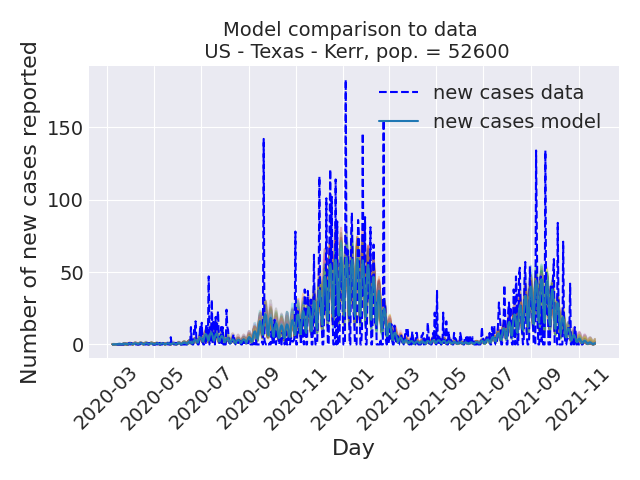 Model comparison to data
US - Texas - Kerr, pop. = 52600
Number of new cases reported
150
100
50
0
new cases data
new cases model
2020-03
2020-05
2020-07
2020-09
2020-11
2021-01
2021-03
2021-05
2021-07
2021-09
2021-11
Day